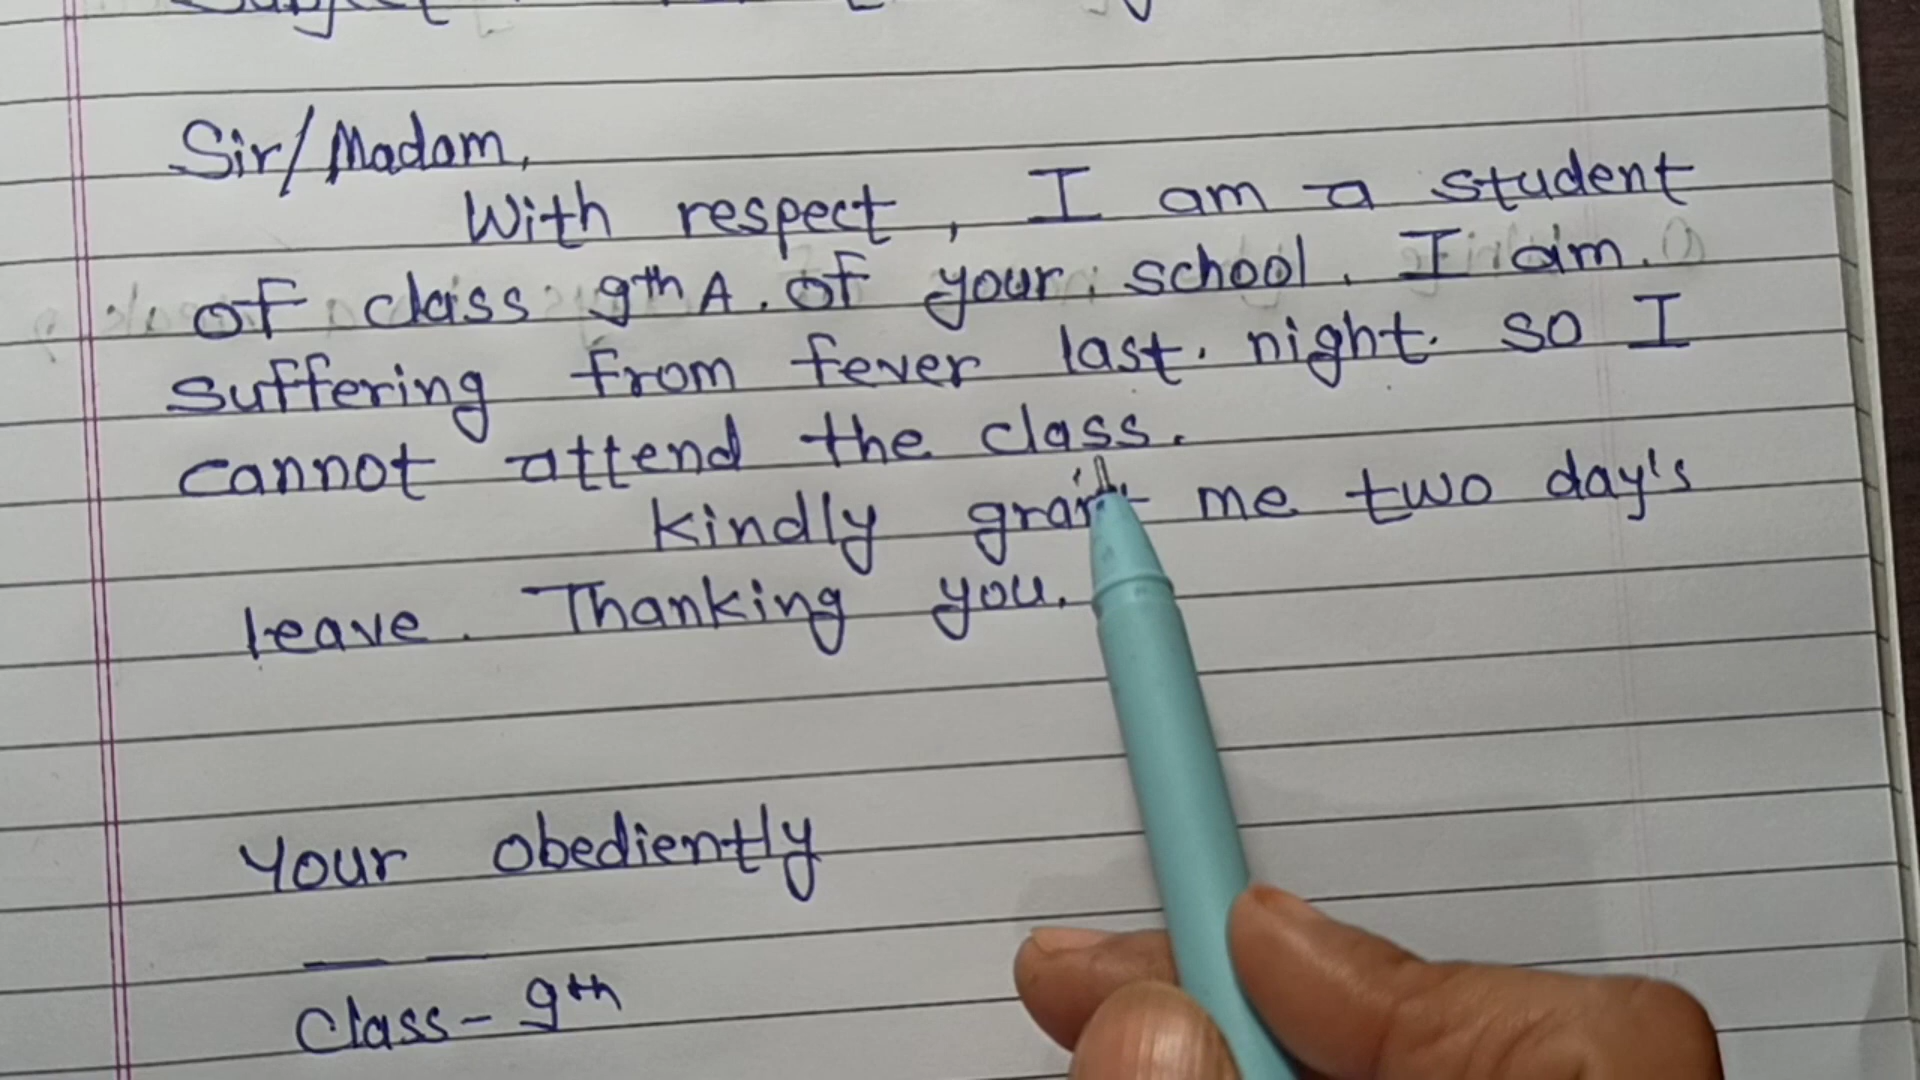 Subject
Sir/Madam,
With respect, I am a student
of class 9th A. of your school. I am
suffering from fever last night. so I
cannot attend the class.
Kindly grant me two day's
leave. Thanking you.
Your obediently
Class - 9th